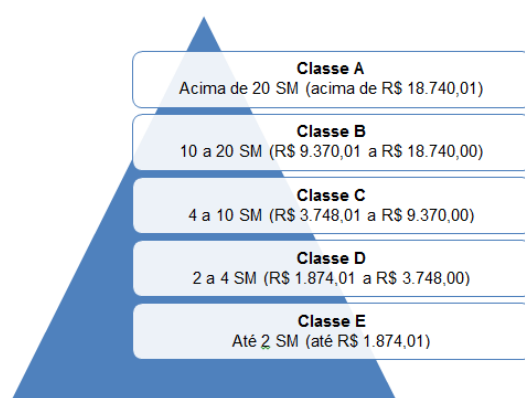 Classe A
Acima de 20 SM (acima de R$ 18.740,01)
Classe B
10 a 20 SM (R$ 9.370,01 a R$ 18.740,00)
Classe C
4 a 10 SM (R$ 3.748,01 a R$ 9.370,00)
Classe D
2 a 4 SM (R$ 1.874,01 a R$ 3.748,00)
Classe E
Até 2 SM (até R$ 1.874,01)